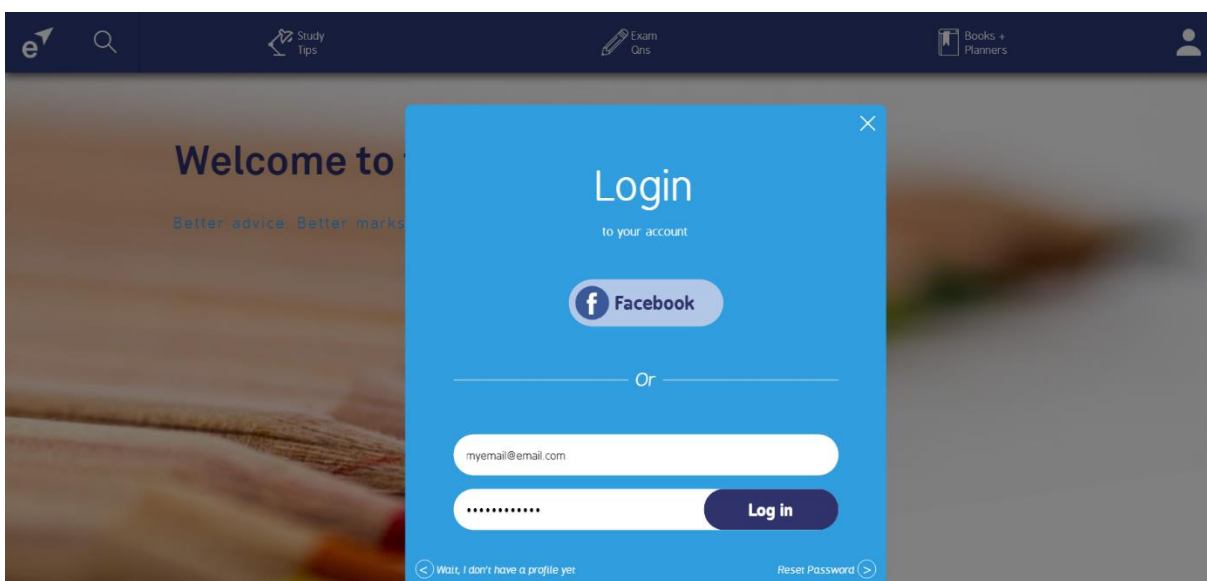 e
Study
Tips
Exam
Qns
Books +
Planners
Welcome to
Better advice. Better marks
Login
to your account
f Facebook
Or
myemail@email.com
••••••••••••
Log in
< Wait, I don't have a profile yet
Reset Password >